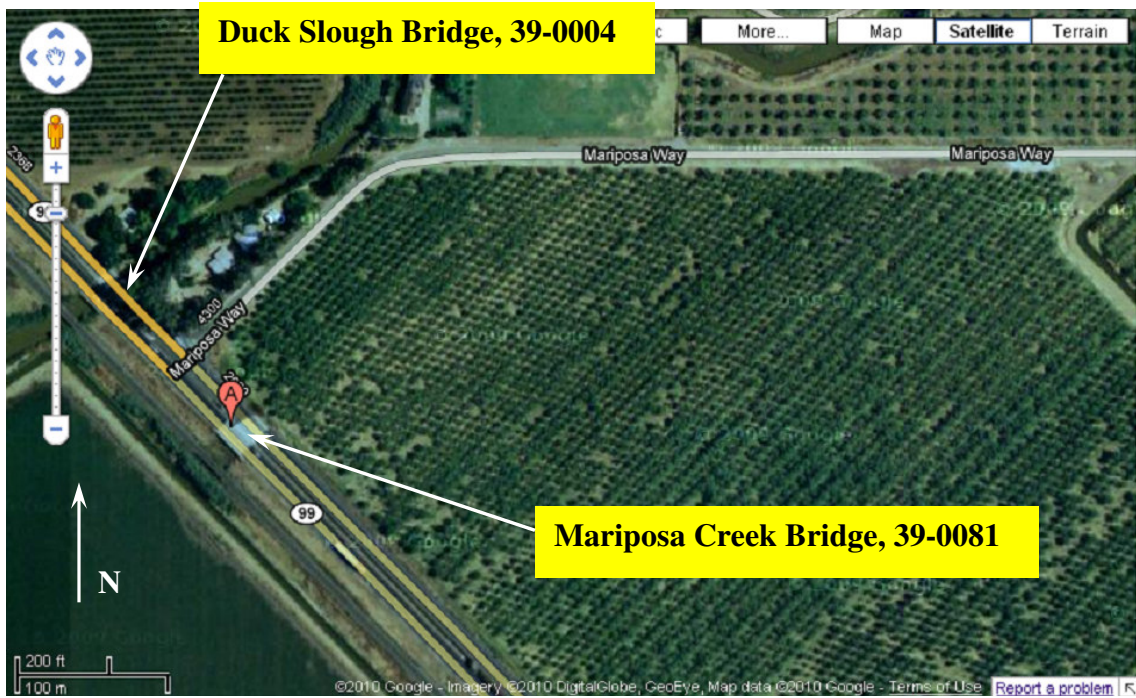 Duck Slough Bridge, 39-0004
c
More...
Map
Satellite
Terrain
2368
9
Mariposa Way
Mariposa Way
4300
Mariposa Way
A
99
Mariposa Creek Bridge, 39-0081
N
200 ft
100 m
©2010 Google - Imagery ©2010 DigitalGlobe, GeoEye, Map data ©2010 Google - Terms of Use
Report a problem